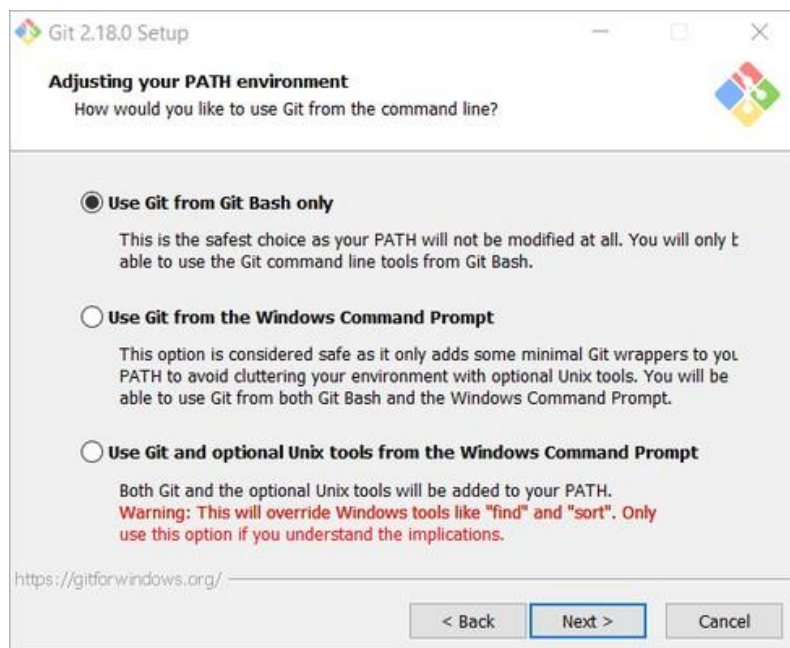 Git 2.18.0 Setup
Adjusting your PATH environment
How would you like to use Git from the command line?
Use Git from Git Bash only
This is the safest choice as your PATH will not be modified at all. You will only b
able to use the Git command line tools from Git Bash.
Use Git from the Windows Command Prompt
This option is considered safe as it only adds some minimal Git wrappers to you
PATH to avoid cluttering your environment with optional Unix tools. You will be
able to use Git from both Git Bash and the Windows Command Prompt.
Use Git and optional Unix tools from the Windows Command Prompt
Both Git and the optional Unix tools will be added to your PATH.
Warning: This will override Windows tools like "find" and "sort". Only
use this option if you understand the implications.
https://gitforwindows.org/
< Back Next > Cancel